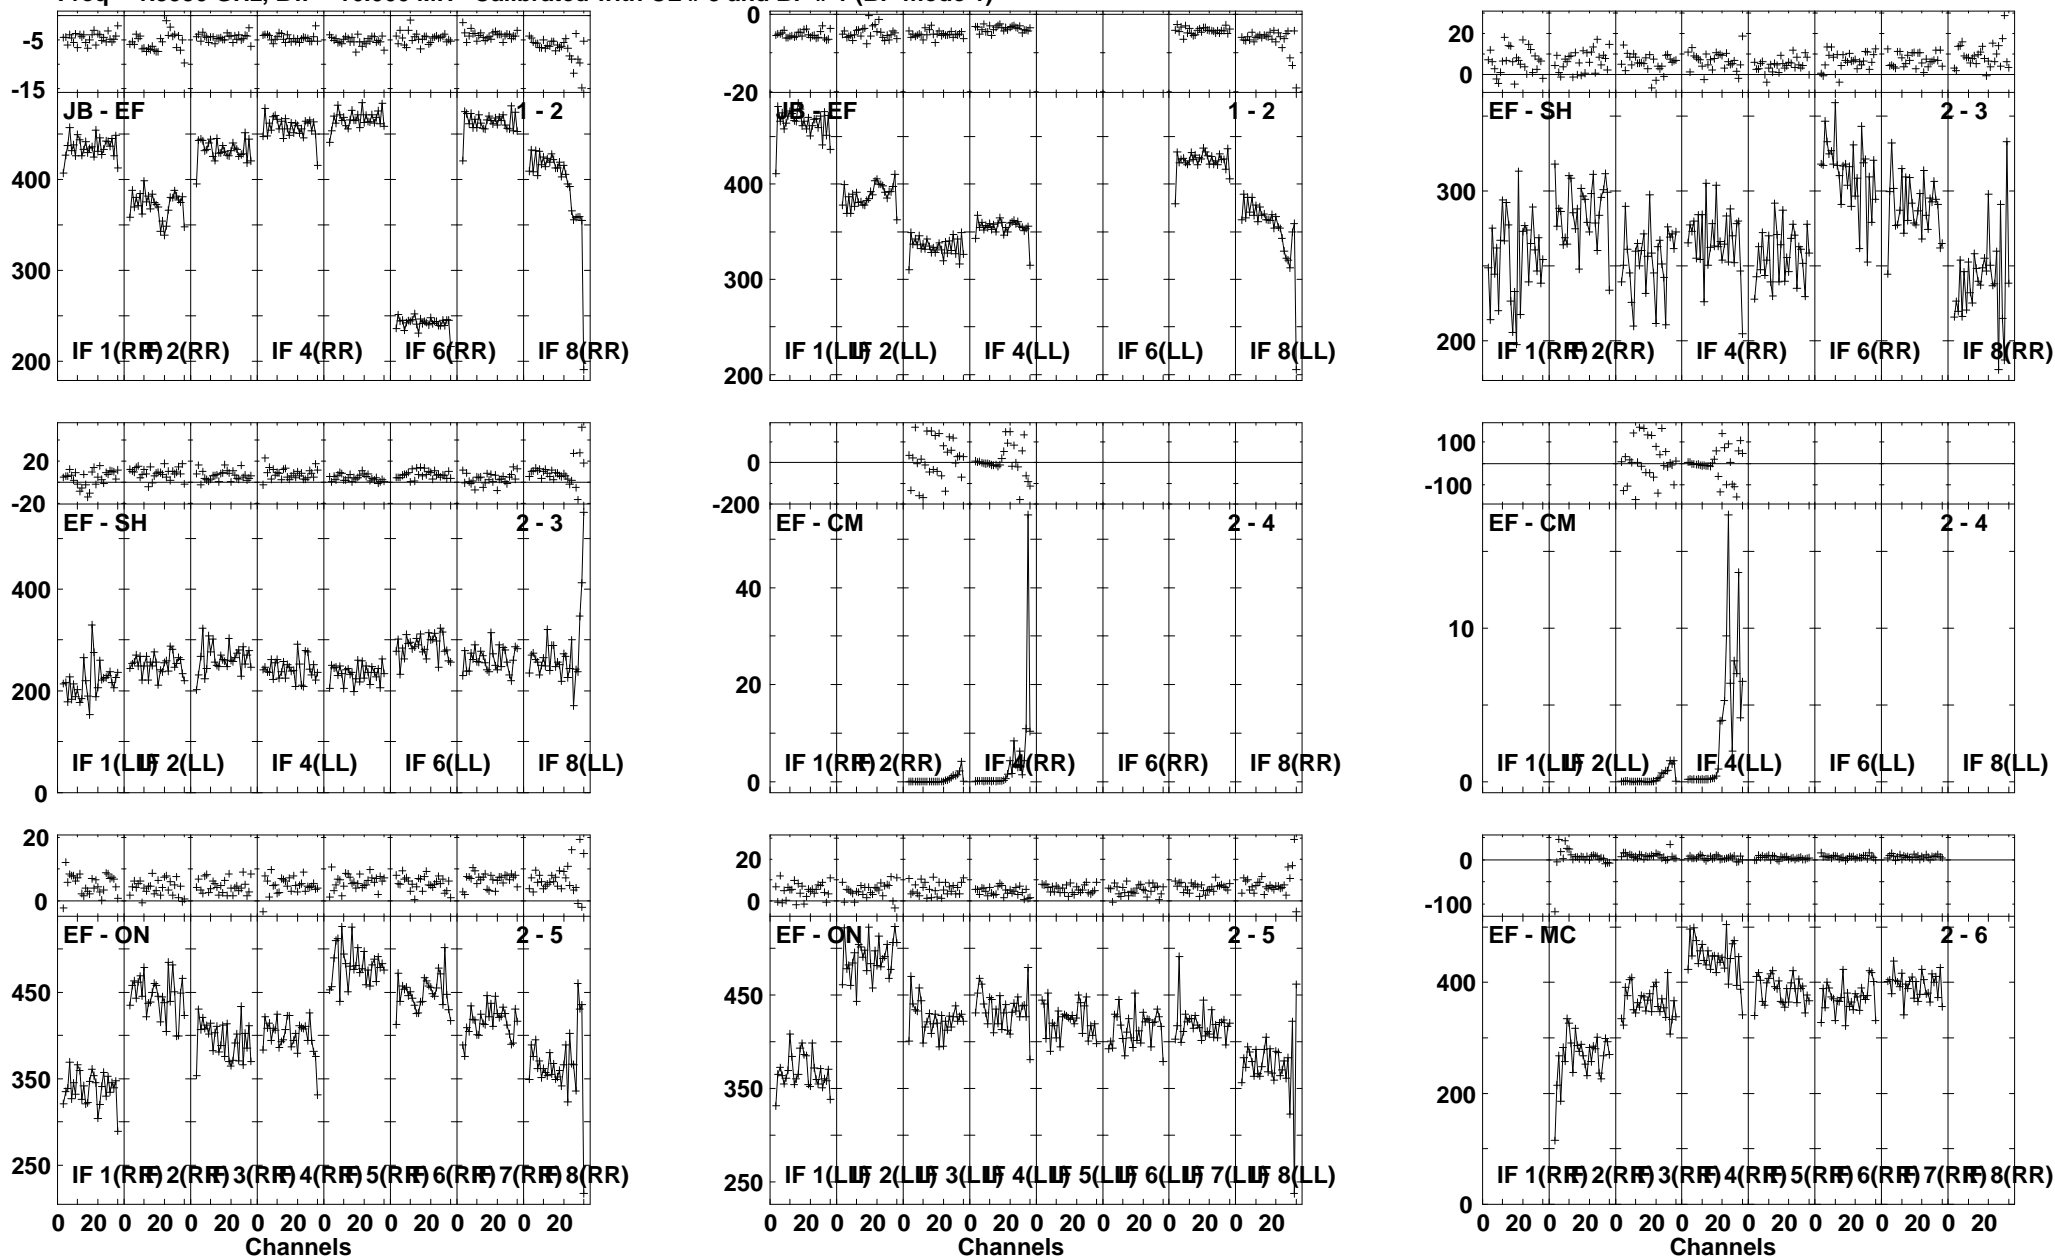 -5
-15
JB - EF 1 - 2
400
300
200
IF 1(RR) IF 2(RR) IF 4(RR) IF 6(RR) IF 8(RR)
0
-20
JB - EF 1 - 2
400
300
200
IF 1(LL) IF 2(LL) IF 4(LL) IF 6(LL) IF 8(LL)
20
0
EF - SH 2 - 3
300
200
IF 1(RR) IF 2(RR) IF 4(RR) IF 6(RR) IF 8(RR)
20
-20
EF - SH 2 - 3
400
200
0
IF 1(LL) IF 2(LL) IF 4(LL) IF 6(LL) IF 8(LL)
0
-200
EF - CM 2 - 4
40
20
0
IF 1(RR) IF 2(RR) IF 4(RR) IF 6(RR) IF 8(RR)
100
-100
EF - CM 2 - 4
10
0
IF 1(LL) IF 2(LL) IF 4(LL) IF 6(LL) IF 8(LL)
20
0
EF - ON 2 - 5
450
350
250
IF 1(RR) IF 2(RR) IF 3(RR) IF 4(RR) IF 5(RR) IF 6(RR) IF 7(RR) IF 8(RR)
0 20 0 20 0 20 0 20 0 20 0 20 0 20 0 20
Channels
20
0
EF - ON 2 - 5
450
350
250
IF 1(LL) IF 2(LL) IF 3(LL) IF 4(LL) IF 5(LL) IF 6(LL) IF 7(LL) IF 8(LL)
0 20 0 20 0 20 0 20 0 20 0 20 0 20 0 20
Channels
0
-100
EF - MC 2 - 6
400
200
0
IF 1(RR) IF 2(RR) IF 3(RR) IF 4(RR) IF 5(RR) IF 6(RR) IF 7(RR) IF 8(RR)
0 20 0 20 0 20 0 20 0 20 0 20 0 20 0 20
Channels